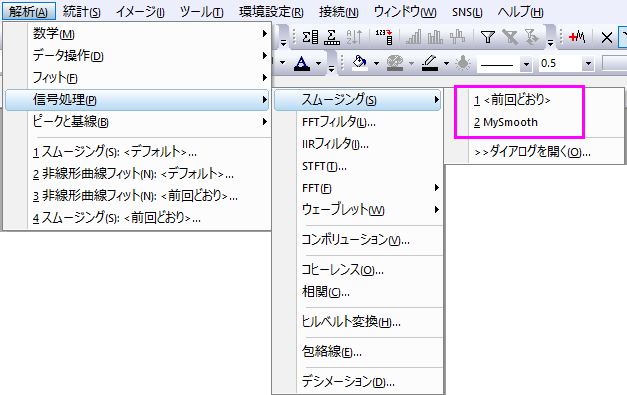 解析(A) 統計(S) イメージ(I) ツール(T) 環境設定(R) 接続(N) ウィンドウ(W) SNS(L) ヘルプ(H)
数学(M)
データ操作(D)
フィット(F)
信号処理(P)
ピークと基線(B)
1 スムージング(S): <デフォルト>...
2 非線形曲線フィット(N): <デフォルト>...
3 非線形曲線フィット(N): <前回どおり>...
4 スムージング(S): <前回どおり>...
スムージング(S)
FFTフィルタ(L)...
IIRフィルタ(I)...
STFT(T)...
FFT(F)
ウェーブレット(W)
コンボリューション(V)...
コヒーレンス(O)...
相関(C)...
ヒルベルト変換(H)...
包絡線(E)...
デシメーション(D)...
1 <前回どおり>
2 MySmooth
>>ダイアログを開く(O)...
123
A
0.5